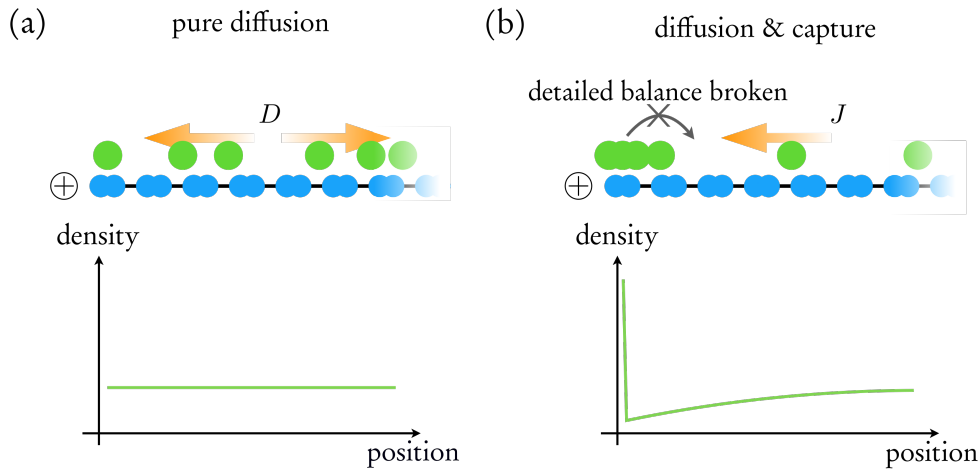 (a)
pure diffusion
D
+
density
position
(b)
diffusion & capture
detailed balance broken
J
+
density
position